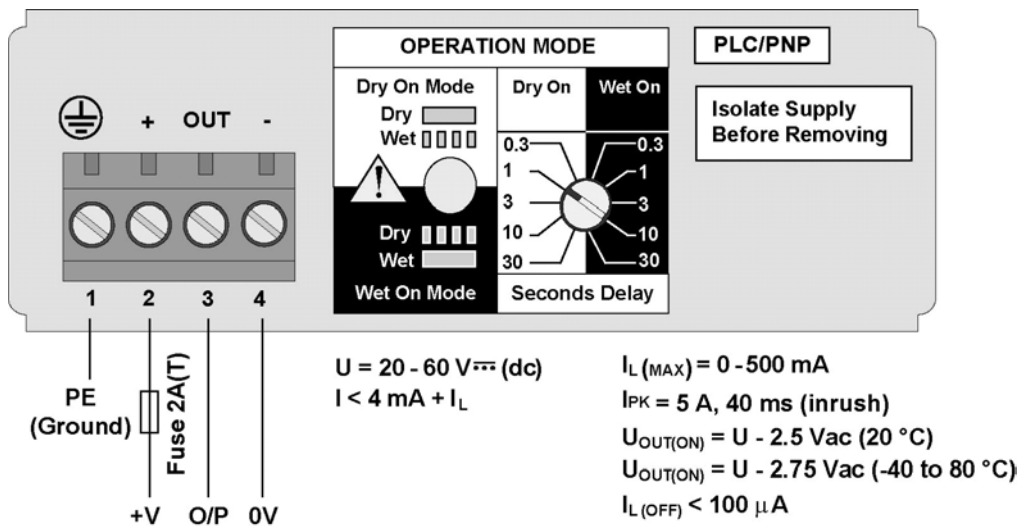 + OUT -
1 2 3 4
PE
(Ground)
Fuse 2A(T)
+V O/P 0V
OPERATION MODE
Dry On Mode
Dry
Wet
!
Dry
Wet
Wet On Mode
Dry On Wet On
0.3 0.3
1 1
3 3
10 10
30 30
Seconds Delay
PLC/PNP
Isolate Supply
Before Removing
U = 20 - 60 V⎓ (dc)
I < 4 mA + IL
IL (MAX) = 0 - 500 mA
IPK = 5 A, 40 ms (inrush)
UOUT(ON) = U - 2.5 Vac (20 °C)
UOUT(ON) = U - 2.75 Vac (-40 to 80 °C)
IL (OFF) < 100 μA